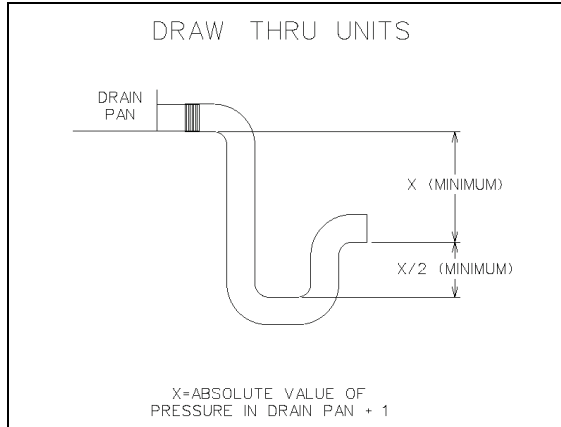 DRAW THRU UNITS
DRAIN
PAN
X (MINIMUM)
X/2 (MINIMUM)
X=ABSOLUTE VALUE OF
PRESSURE IN DRAIN PAN + 1